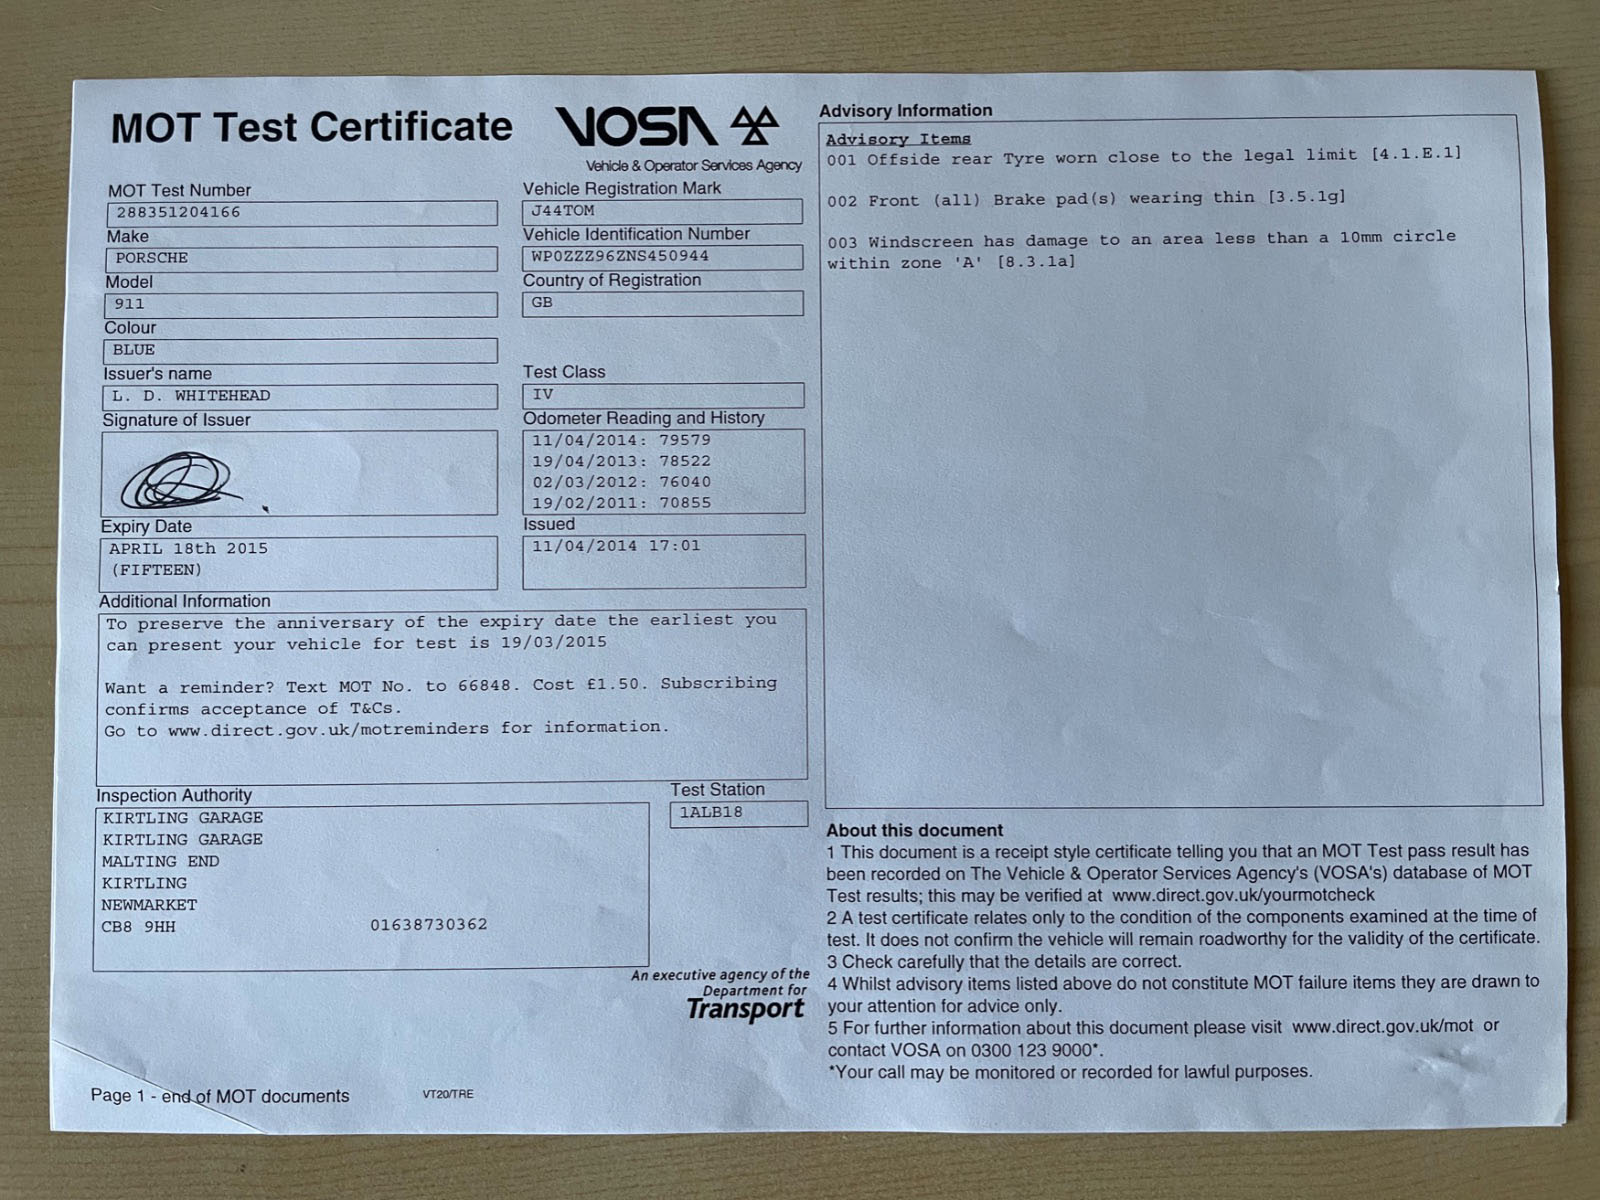 MOT Test Certificate
VOSA
Vehicle & Operator Services Agency
MOT Test Number
288351204166
Vehicle Registration Mark
J44TOM
Make
PORSCHE
Vehicle Identification Number
WP0ZZZ96ZNS450944
Model
911
Country of Registration
GB
Colour
BLUE
Issuer's name
L. D. WHITEHEAD
Test Class
IV
Signature of Issuer
Odometer Reading and History
11/04/2014: 79579
19/04/2013: 78522
02/03/2012: 76040
19/02/2011: 70855
Expiry Date
APRIL 18th 2015
(FIFTEEN)
Issued
11/04/2014 17:01
Additional Information
To preserve the anniversary of the expiry date the earliest you
can present your vehicle for test is 19/03/2015
Want a reminder? Text MOT No. to 66848. Cost £1.50. Subscribing
confirms acceptance of T&Cs.
Go to www.direct.gov.uk/motreminders for information.
Inspection Authority
KIRTLING GARAGE
KIRTLING GARAGE
MALTING END
KIRTLING
NEWMARKET
CB8 9HH 01638730362
Test Station
1ALB18
An executive agency of the
Department for
Transport
Page 1 - end of MOT documents
VT20/TRE
Advisory Information
Advisory Items
001 Offside rear Tyre worn close to the legal limit [4.1.E.1]
002 Front (all) Brake pad(s) wearing thin [3.5.1g]
003 Windscreen has damage to an area less than a 10mm circle
within zone 'A' [8.3.1a]
About this document
1 This document is a receipt style certificate telling you that an MOT Test pass result has
been recorded on The Vehicle & Operator Services Agency's (VOSA's) database of MOT
Test results; this may be verified at www.direct.gov.uk/yourmotcheck
2 A test certificate relates only to the condition of the components examined at the time of
test. It does not confirm the vehicle will remain roadworthy for the validity of the certificate.
3 Check carefully that the details are correct.
4 Whilst advisory items listed above do not constitute MOT failure items they are drawn to
your attention for advice only.
5 For further information about this document please visit www.direct.gov.uk/mot or
contact VOSA on 0300 123 9000*.
*Your call may be monitored or recorded for lawful purposes.